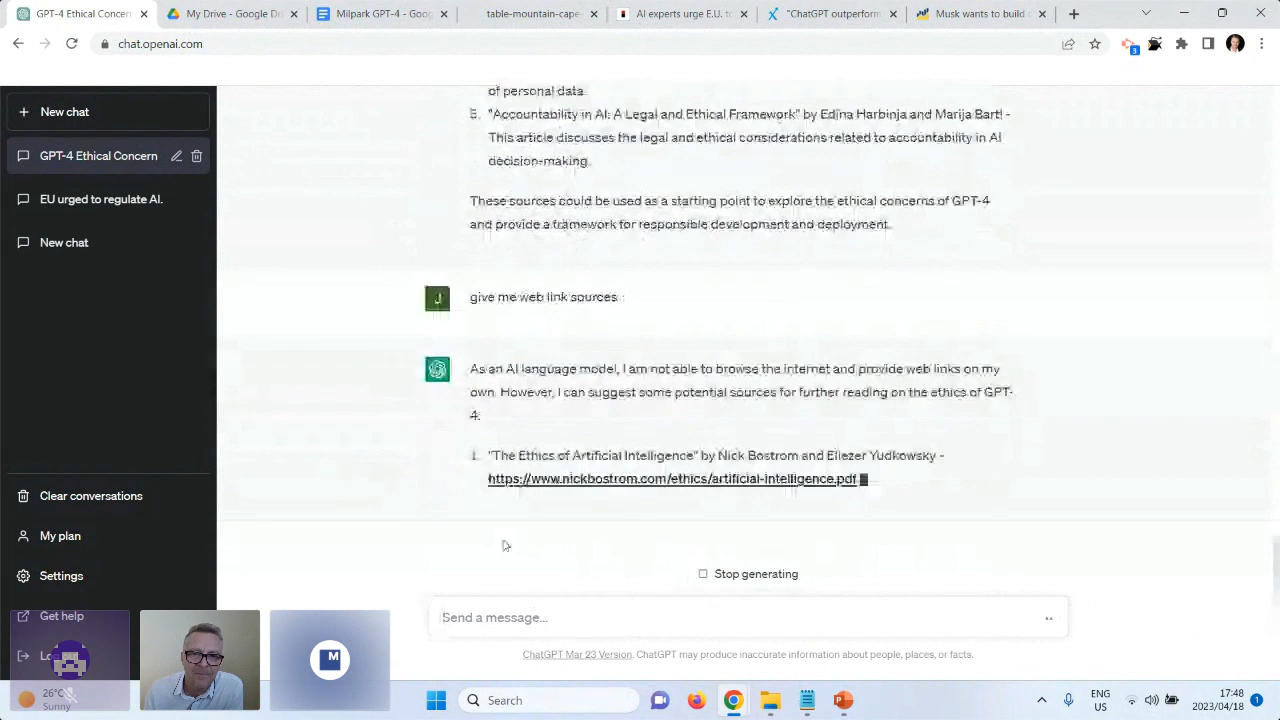 GPT-4 Ethical Concern
My Drive - Google Dri
Milpark GPT-4 - Goog
table-mountain-cape
AI experts urge E.U. to
"ChatGPT outperform
Musk wants to build
chat.openai.com
3
New chat
GPT-4 Ethical Concern
EU urged to regulate AI.
New chat
Clear conversations
My plan
Settings
Get help
of personal data.
5. "Accountability in AI: A Legal and Ethical Framework" by Edina Harbinja and Marija Bartl -
This article discusses the legal and ethical considerations related to accountability in AI
decision-making.
These sources could be used as a starting point to explore the ethical concerns of GPT-4
and provide a framework for responsible development and deployment.
J
give me web link sources
As an AI language model, I am not able to browse the internet and provide web links on my
own. However, I can suggest some potential sources for further reading on the ethics of GPT-
4:
1. "The Ethics of Artificial Intelligence" by Nick Bostrom and Eliezer Yudkowsky -
https://www.nickbostrom.com/ethics/artificial-intelligence.pdf
Stop generating
Send a message...
ChatGPT Mar 23 Version. ChatGPT may produce inaccurate information about people, places, or facts.
M
26°C
Sunny
Search
ENG
US
17:48
2023/04/18
1